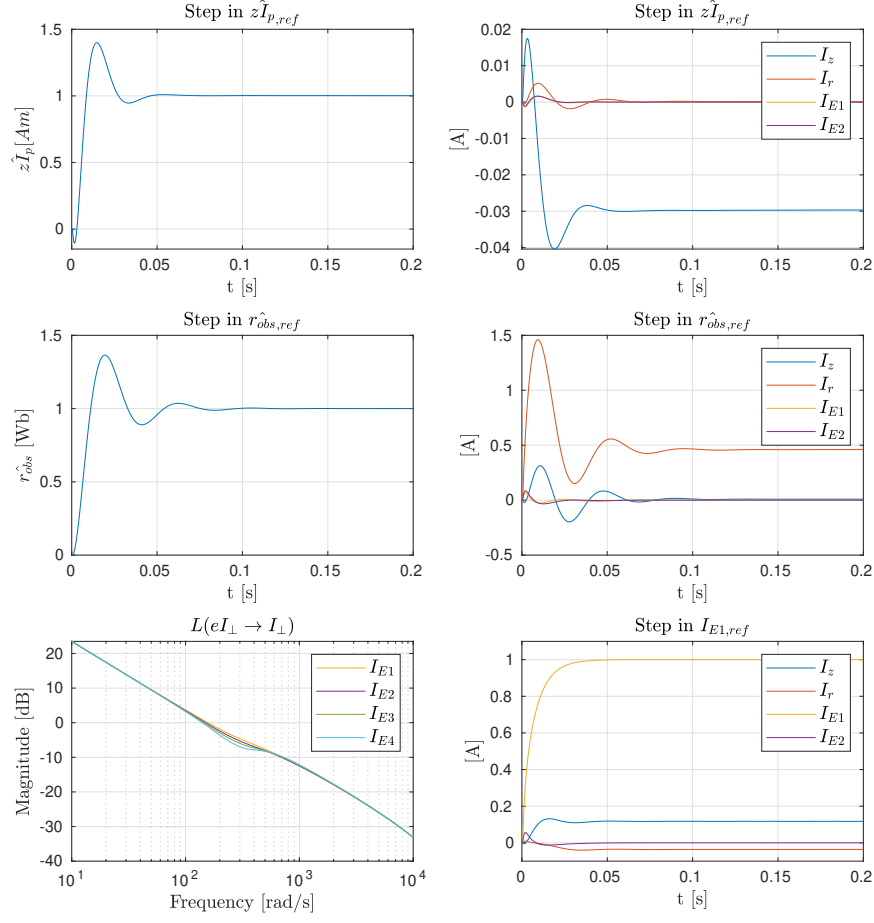 Step in $z\hat{I}_{p,ref}$
1.5
1
0.5
0
$z\hat{I}_p[Am]$
0
0.05
0.1
0.15
0.2
t [s]
Step in $z\hat{I}_{p,ref}$
0.02
0.01
0
-0.01
-0.02
-0.03
-0.04
[A]
$I_z$
$I_r$
$I_{E1}$
$I_{E2}$
0
0.05
0.1
0.15
0.2
t [s]
Step in $\hat{r_{obs,ref}}$
1.5
1
0.5
0
$\hat{r_{obs}}$ [Wb]
0
0.05
0.1
0.15
0.2
t [s]
Step in $\hat{r_{obs,ref}}$
1.5
1
0.5
0
-0.5
[A]
$I_z$
$I_r$
$I_{E1}$
$I_{E2}$
0
0.05
0.1
0.15
0.2
t [s]
$L(eI_\perp \rightarrow I_\perp)$
20
10
0
-10
-20
-30
-40
Magnitude [dB]
$I_{E1}$
$I_{E2}$
$I_{E3}$
$I_{E4}$
$10^1$
$10^2$
$10^3$
$10^4$
Frequency [rad/s]
Step in $I_{E1,ref}$
1
0.8
0.6
0.4
0.2
0
[A]
$I_z$
$I_r$
$I_{E1}$
$I_{E2}$
0
0.05
0.1
0.15
0.2
t [s]